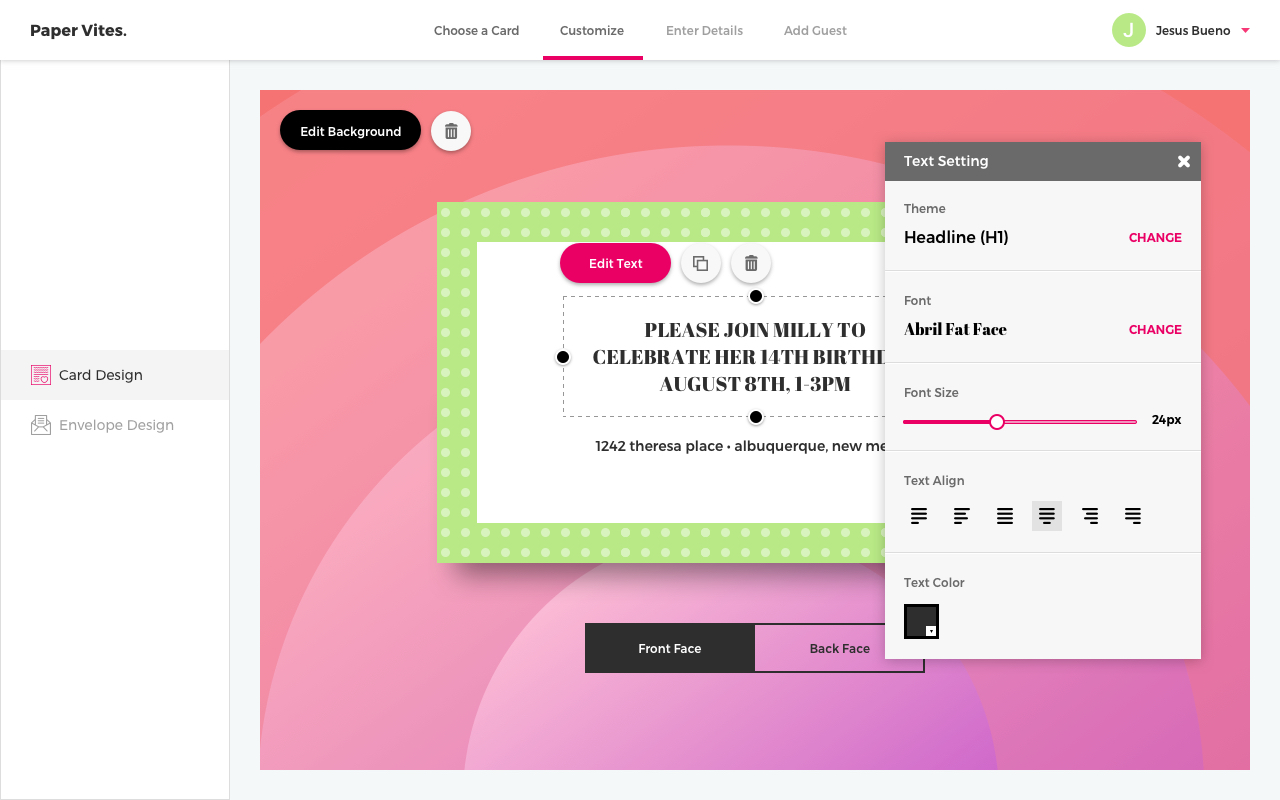 Paper Vites.
Choose a Card
Customize
Enter Details
Add Guest
J
Jesus Bueno
Card Design
Envelope Design
Edit Background
Edit Text
PLEASE JOIN MILLY TO
CELEBRATE HER 14TH
AUGUST 8TH, 1-3PM
1242 theresa place • albuquerque, new
Front Face
Back Face
Text Setting
Theme
Headline (H1)
CHANGE
Font
Abril Fat Face
CHANGE
Font Size
24px
Text Align
Text Color